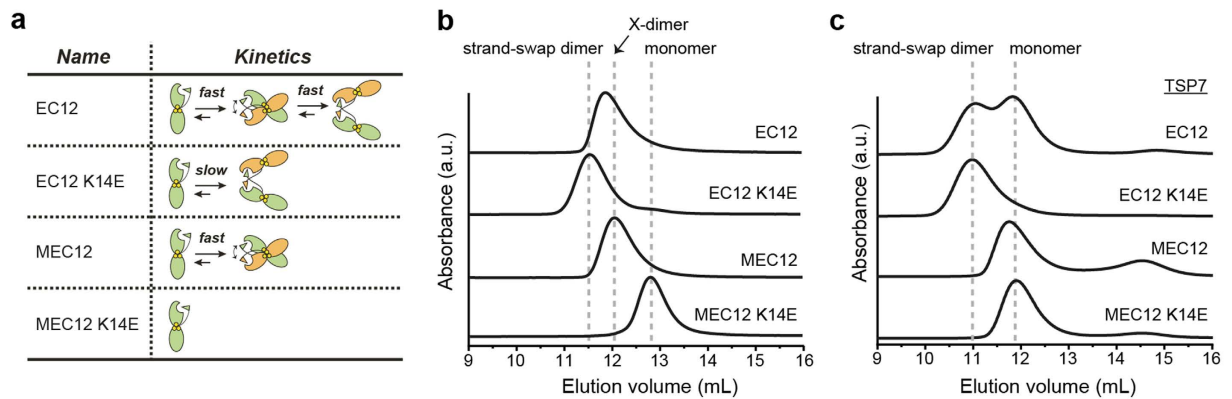 a
Name Kinetics
EC12 fast fast
EC12 K14E slow
MEC12 fast
MEC12 K14E
b
X-dimer
strand-swap dimer monomer
EC12
EC12 K14E
MEC12
MEC12 K14E
Absorbance (a.u.)
9 10 11 12 13 14 15 16
Elution volume (mL)
c
strand-swap dimer monomer
TSP7
EC12
EC12 K14E
MEC12
MEC12 K14E
Absorbance (a.u.)
9 10 11 12 13 14 15 16
Elution volume (mL)